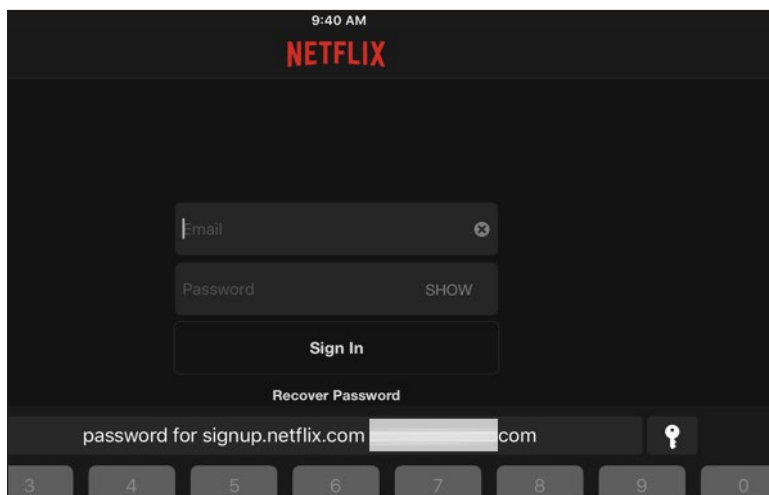 9:40 AM
NETFLIX
Email
Password SHOW
Sign In
Recover Password
password for signup.netflix.com com
3 4 5 6 7 8 9 0